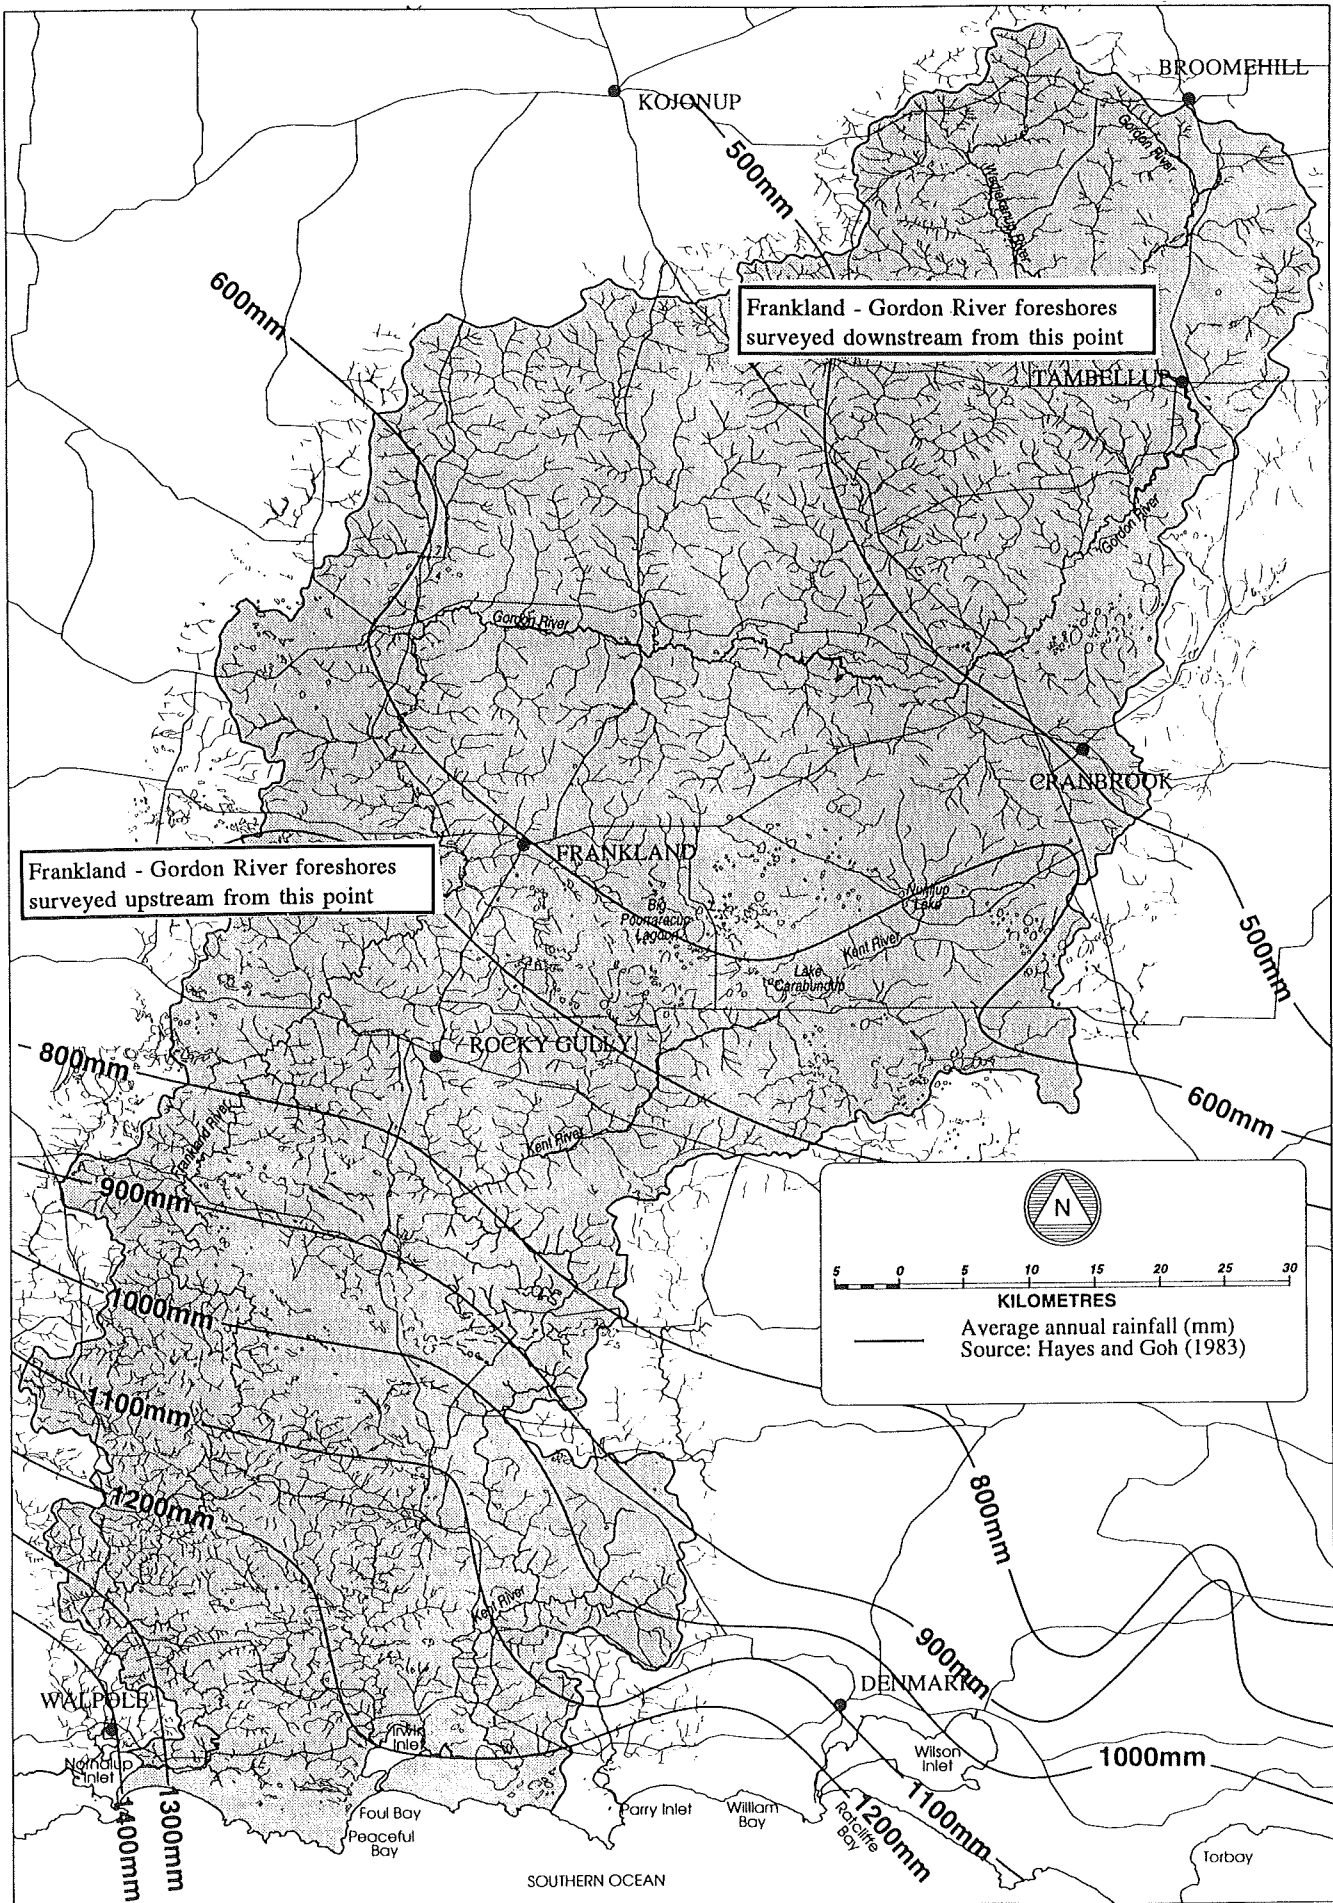 BROOMEHILL
KOJONUP
500mm
Gordon River
Wadjekanup River
600mm
Frankland - Gordon River foreshores
surveyed downstream from this point
TAMBELLUP
Gordon River
Gordon River
CRANBROOK
FRANKLAND
Frankland - Gordon River foreshores
surveyed upstream from this point
Nunijup
Lake
Big
Poorrarecup
Lagoon
Kent River
500mm
Lake
Carabundup
ROCKY GULLY
800mm
600mm
Frankland River
Kent River
900mm
N
5 0 5 10 15 20 25 30
KILOMETRES
Average annual rainfall (mm)
Source: Hayes and Goh (1983)
1000mm
1100mm
1200mm
800mm
Kent River
900mm
WALPOLE
DENMARK
Irwin
Inlet
Wilson
Inlet
1000mm
Nornalup
Inlet
1400mm
1300mm
Foul Bay
Peaceful
Bay
Parry Inlet
William
Bay
Ratcliffe
Bay
1200mm
1100mm
Torbay
SOUTHERN OCEAN